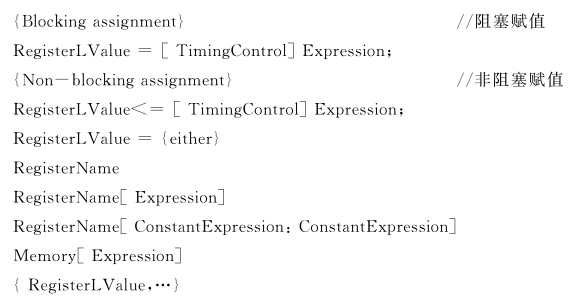 {Blocking assignment} //阻塞赋值
RegisterLValue = [ TimingControl] Expression;
{Non-blocking assignment} //非阻塞赋值
RegisterLValue<= [ TimingControl] Expression;
RegisterLValue = {either}
RegisterName
RegisterName[ Expression]
RegisterName[ ConstantExpression: ConstantExpression]
Memory[ Expression]
{ RegisterLValue,…}